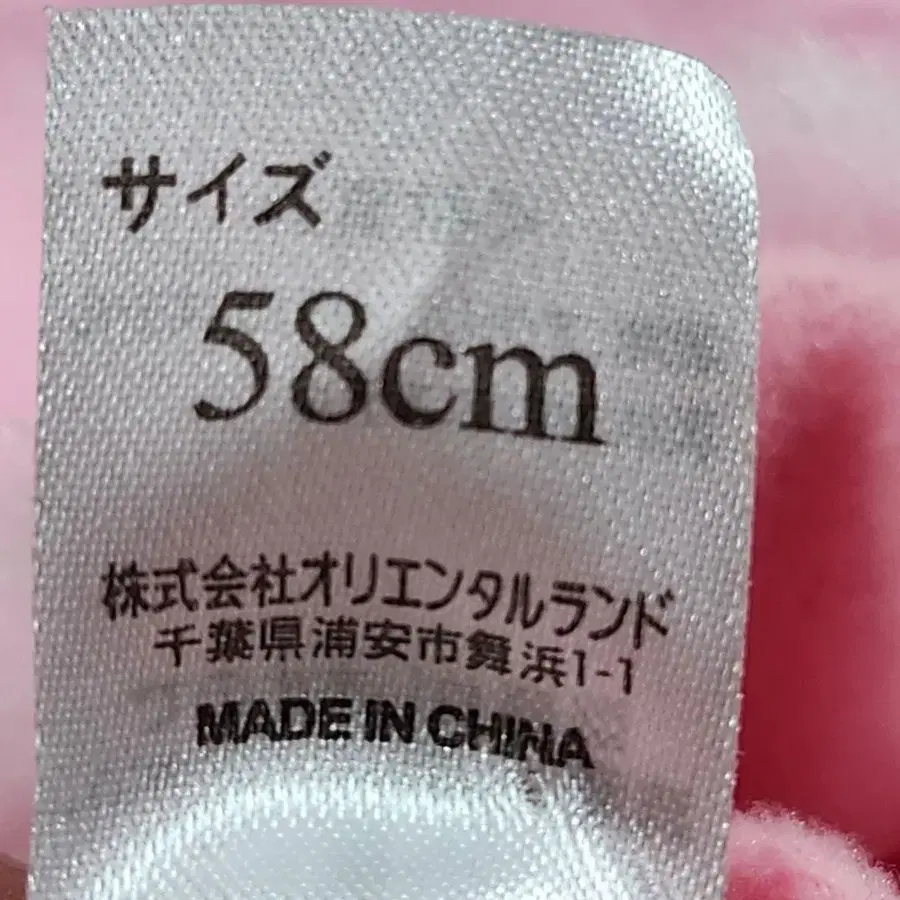 サイズ
58cm
株式会社オリエンタルランド
千葉県浦安市舞浜1-1
MADE IN CHINA